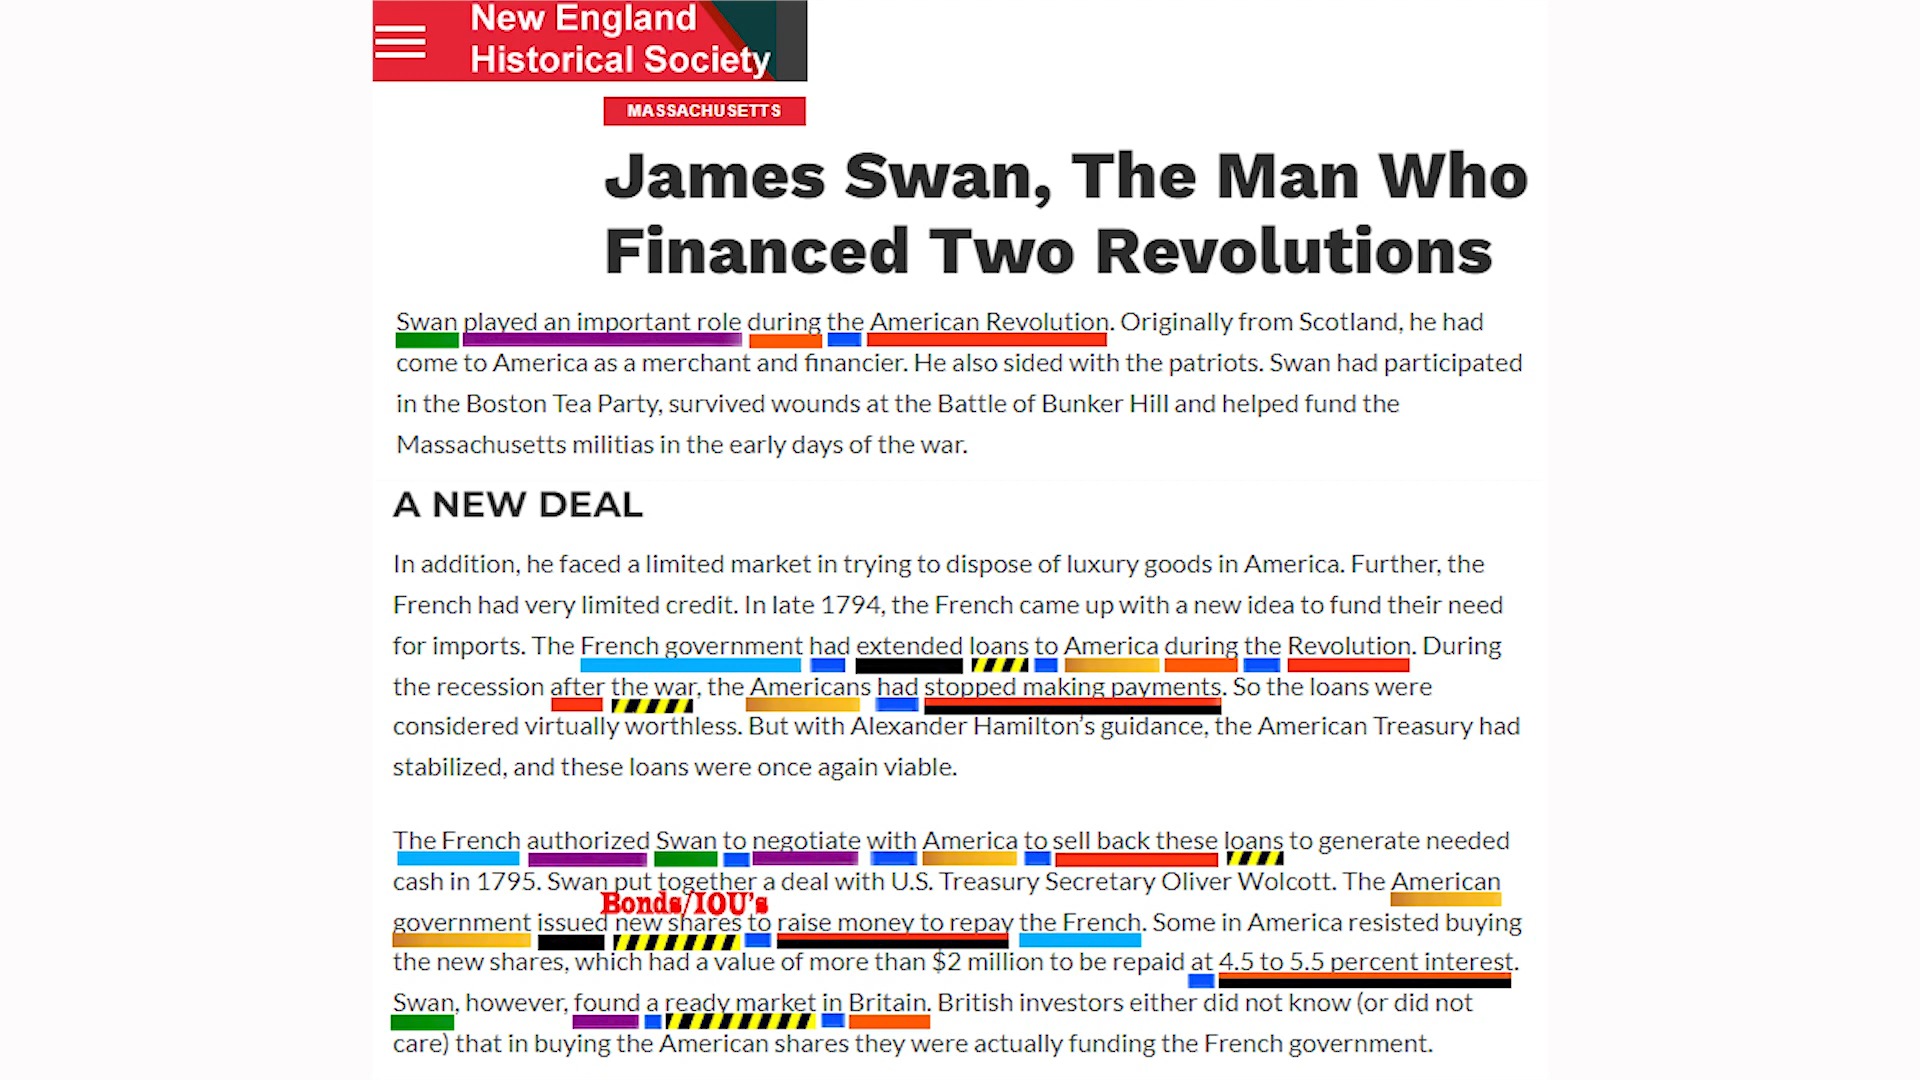 New England
Historical Society
MASSACHUSETTS
James Swan, The Man Who
Financed Two Revolutions
Swan played an important role during the American Revolution. Originally from Scotland, he had
come to America as a merchant and financier. He also sided with the patriots. Swan had participated
in the Boston Tea Party, survived wounds at the Battle of Bunker Hill and helped fund the
Massachusetts militias in the early days of the war.
A NEW DEAL
In addition, he faced a limited market in trying to dispose of luxury goods in America. Further, the
French had very limited credit. In late 1794, the French came up with a new idea to fund their need
for imports. The French government had extended loans to America during the Revolution. During
the recession after the war, the Americans had stopped making payments. So the loans were
considered virtually worthless. But with Alexander Hamilton's guidance, the American Treasury had
stabilized, and these loans were once again viable.
The French authorized Swan to negotiate with America to sell back these loans to generate needed
cash in 1795. Swan put together a deal with U.S. Treasury Secretary Oliver Wolcott. The American
Bonds/IOU's
government issued new shares to raise money to repay the French. Some in America resisted buying
the new shares, which had a value of more than $2 million to be repaid at 4.5 to 5.5 percent interest.
Swan, however, found a ready market in Britain. British investors either did not know (or did not
care) that in buying the American shares they were actually funding the French government.